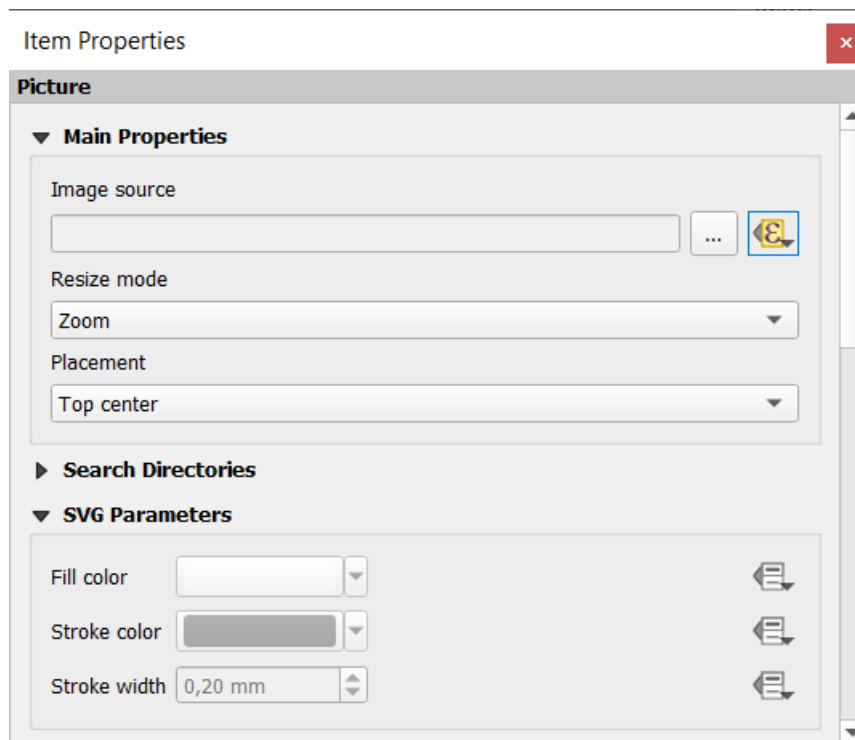 Item Properties
Picture
Main Properties
Image source
...
ε
Resize mode
Zoom
Placement
Top center
Search Directories
SVG Parameters
Fill color
Stroke color
Stroke width 0,20 mm